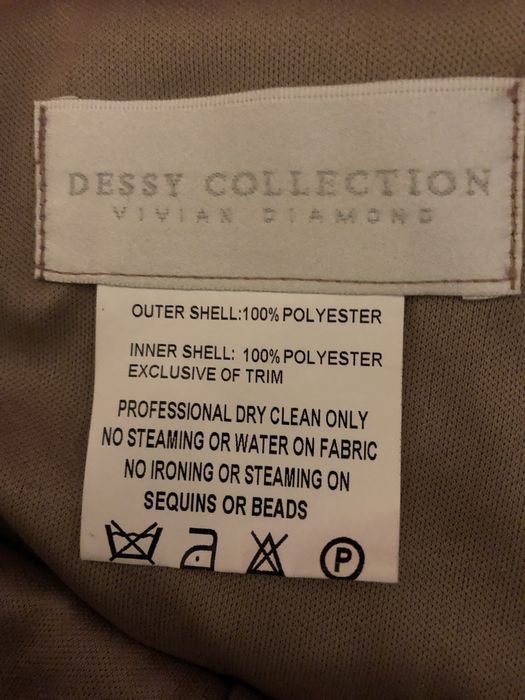 DESSY COLLECTION
VIVIAN DIAMOND
OUTER SHELL:100% POLYESTER
INNER SHELL: 100% POLYESTER
EXCLUSIVE OF TRIM
PROFESSIONAL DRY CLEAN ONLY
NO STEAMING OR WATER ON FABRIC
NO IRONING OR STEAMING ON
SEQUINS OR BEADS
P